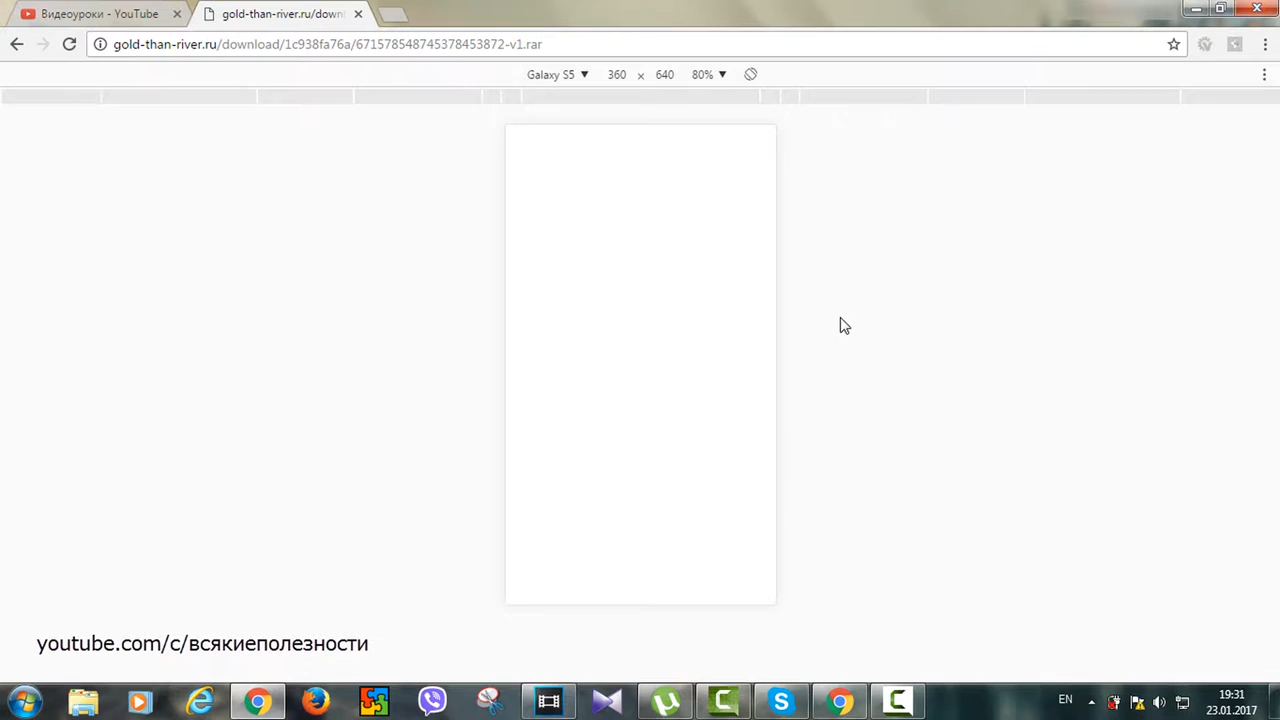 Видеоуроки - YouTube
gold-than-river.ru/down
gold-than-river.ru/download/1c938fa76a/671578548745378453872-v1.rar
Galaxy S5 360 x 640 80%
youtube.com/c/всякиеполезности
EN
19:31
23.01.2017